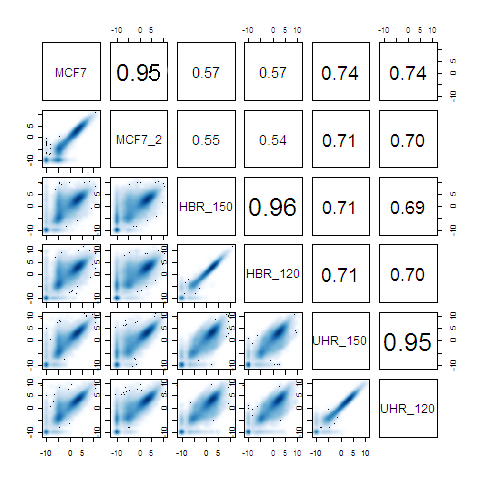 -10 0 5 -10 0 5 10 -10 0 5 10
MCF7 0.95 0.57 0.57 0.74 0.74 -10 0 5
-10 0 5 MCF7_2 0.55 0.54 0.71 0.70
HBR_150 0.96 0.71 0.69 -10 0 5
-10 0 5 10 HBR_120 0.71 0.70
UHR_150 0.95 -10 0 5
-10 0 5 10 UHR_120
-10 0 5 -10 0 5 10 -10 0 5 10